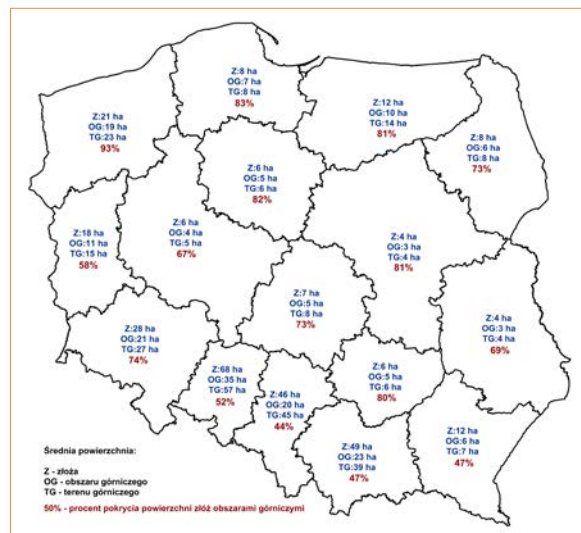 Z:8 ha
OG:7 ha
TG:8 ha
83%
Z:12 ha
OG:10 ha
TG:14 ha
81%
Z:21 ha
OG:19 ha
TG:23 ha
93%
Z:8 ha
OG:6 ha
TG:8 ha
73%
Z:6 ha
OG:5 ha
TG:6 ha
82%
Z:18 ha
OG:11 ha
TG:15 ha
58%
Z:6 ha
OG:4 ha
TG:5 ha
67%
Z:4 ha
OG:3 ha
TG:4 ha
81%
Z:7 ha
OG:5 ha
TG:8 ha
73%
Z:4 ha
OG:3 ha
TG:4 ha
69%
Z:28 ha
OG:21 ha
TG:27 ha
74%
Z:68 ha
OG:35 ha
TG:57 ha
52%
Z:46 ha
OG:20 ha
TG:45 ha
44%
Z:6 ha
OG:5 ha
TG:6 ha
80%
Z:49 ha
OG:23 ha
TG:39 ha
47%
Z:12 ha
OG:6 ha
TG:7 ha
47%
Średnia powierzchnia:
Z - złoża
OG - obszaru górniczego
TG - terenu górniczego
50% - procent pokrycia powierzchni złóż obszarami górniczymi